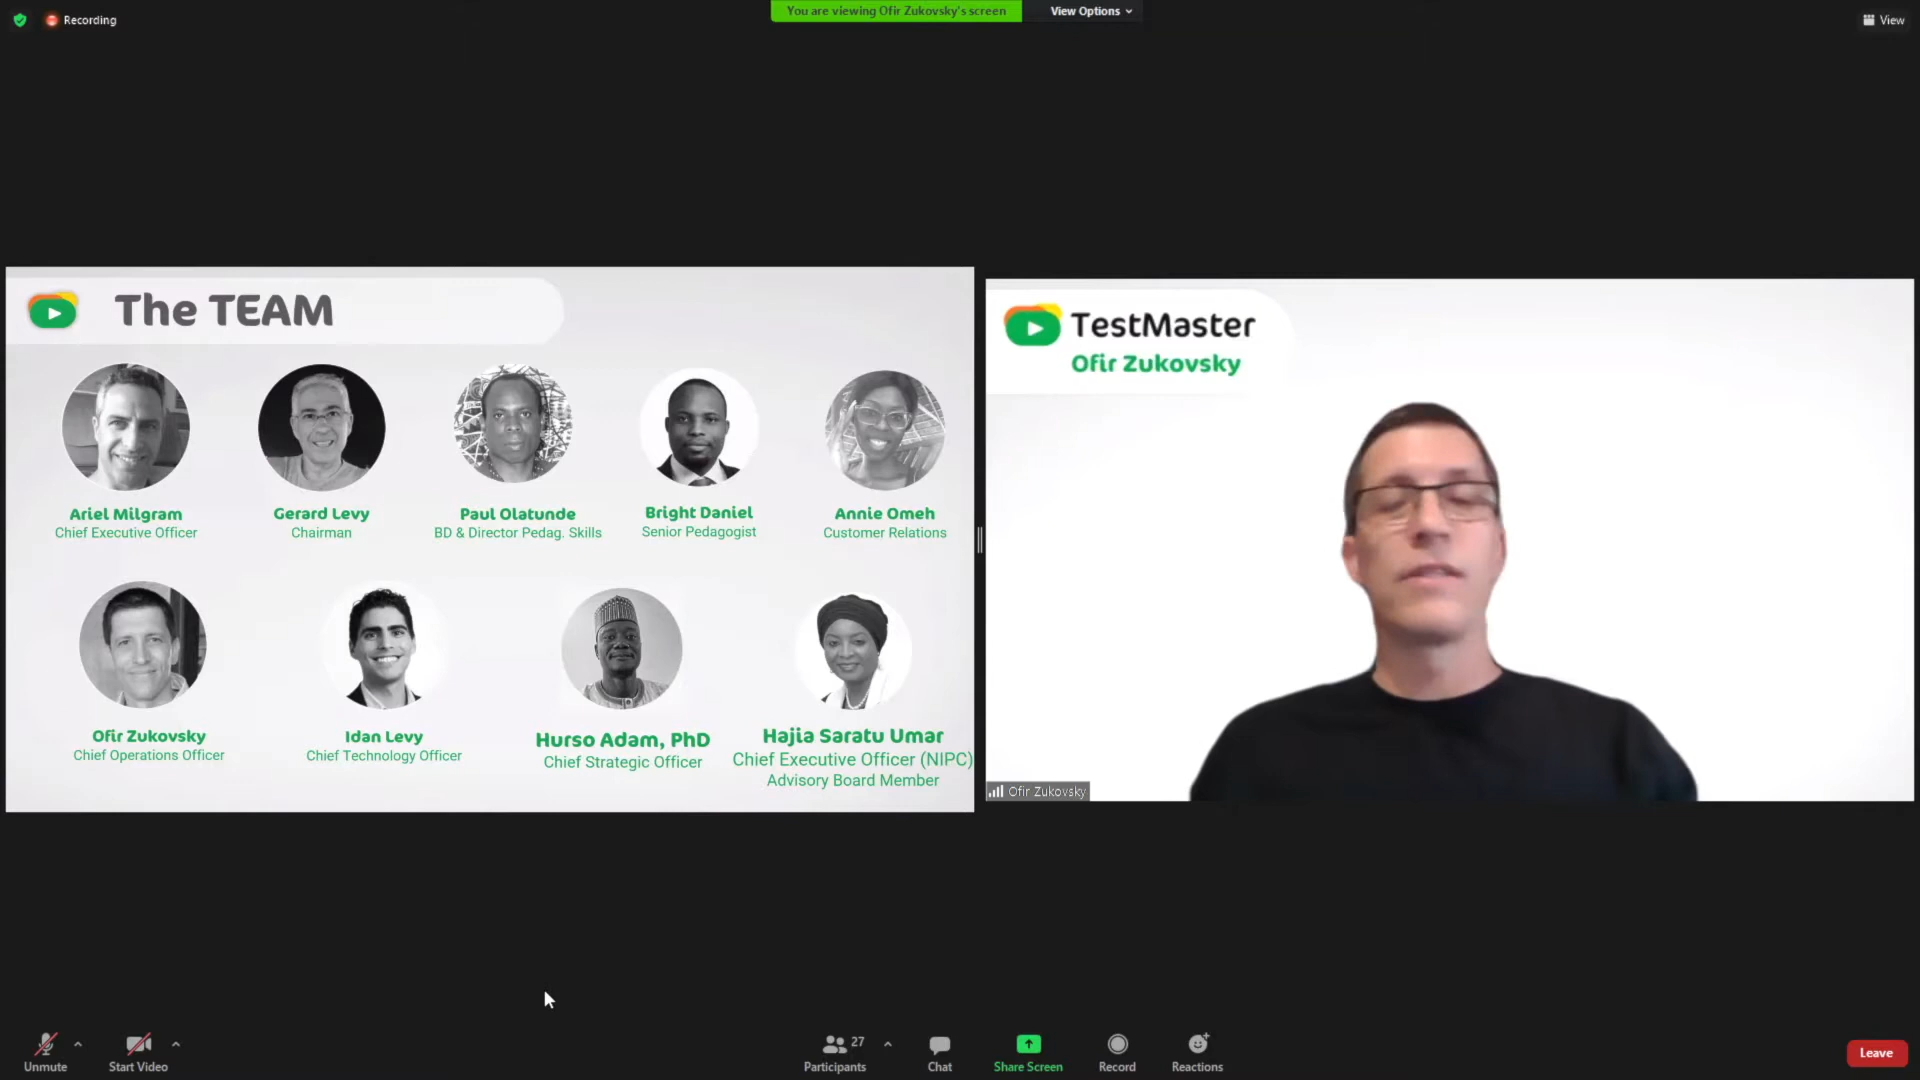 Recording
You are viewing Ofir Zukovsky's screen
View Options
View
The TEAM
Ariel Milgram
Chief Executive Officer
Gerard Levy
Chairman
Paul Olatunde
BD & Director Pedag. Skills
Bright Daniel
Senior Pedagogist
Annie Omeh
Customer Relations
Ofir Zukovsky
Chief Operations Officer
Idan Levy
Chief Technology Officer
Hurso Adam, PhD
Chief Strategic Officer
Hajia Saratu Umar
Chief Executive Officer (NIPC)
Advisory Board Member
TestMaster
Ofir Zukovsky
Ofir Zukovsky
Unmute
Start Video
27
Participants
Chat
Share Screen
Record
Reactions
Leave